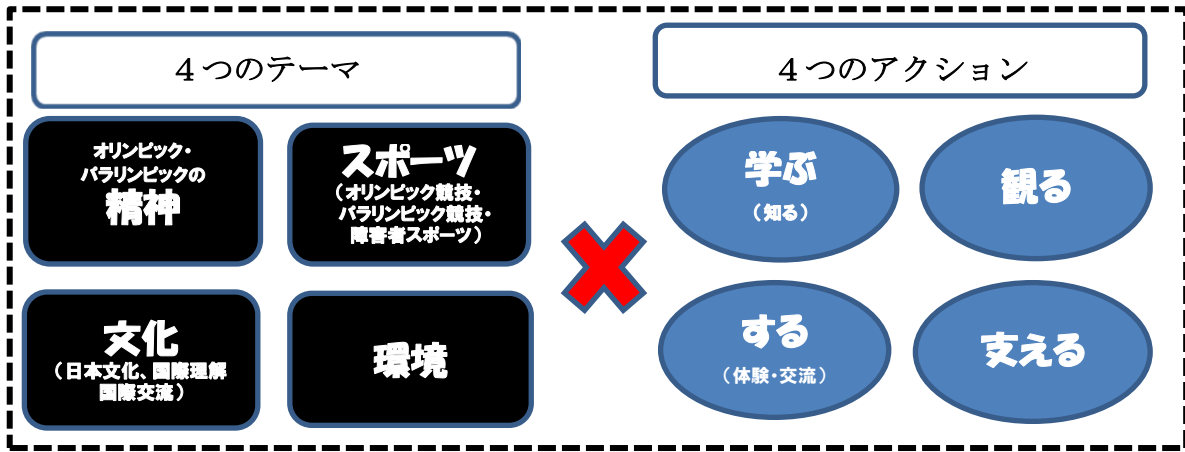 ４つのテーマ
オリンピック・
パラリンピックの
精神
スポーツ
（オリンピック競技・
パラリンピック競技・
障害者スポーツ）
文化
（日本文化、国際理解
国際交流）
環境
４つのアクション
学ぶ
（知る）
観る
する
（体験・交流）
支える